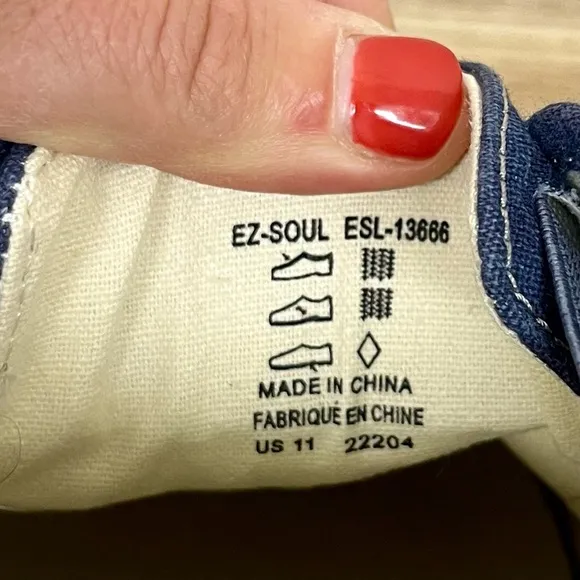 EZ-SOUL ESL-13666
MADE IN CHINA
FABRIQUÉ EN CHINE
US 11 22204